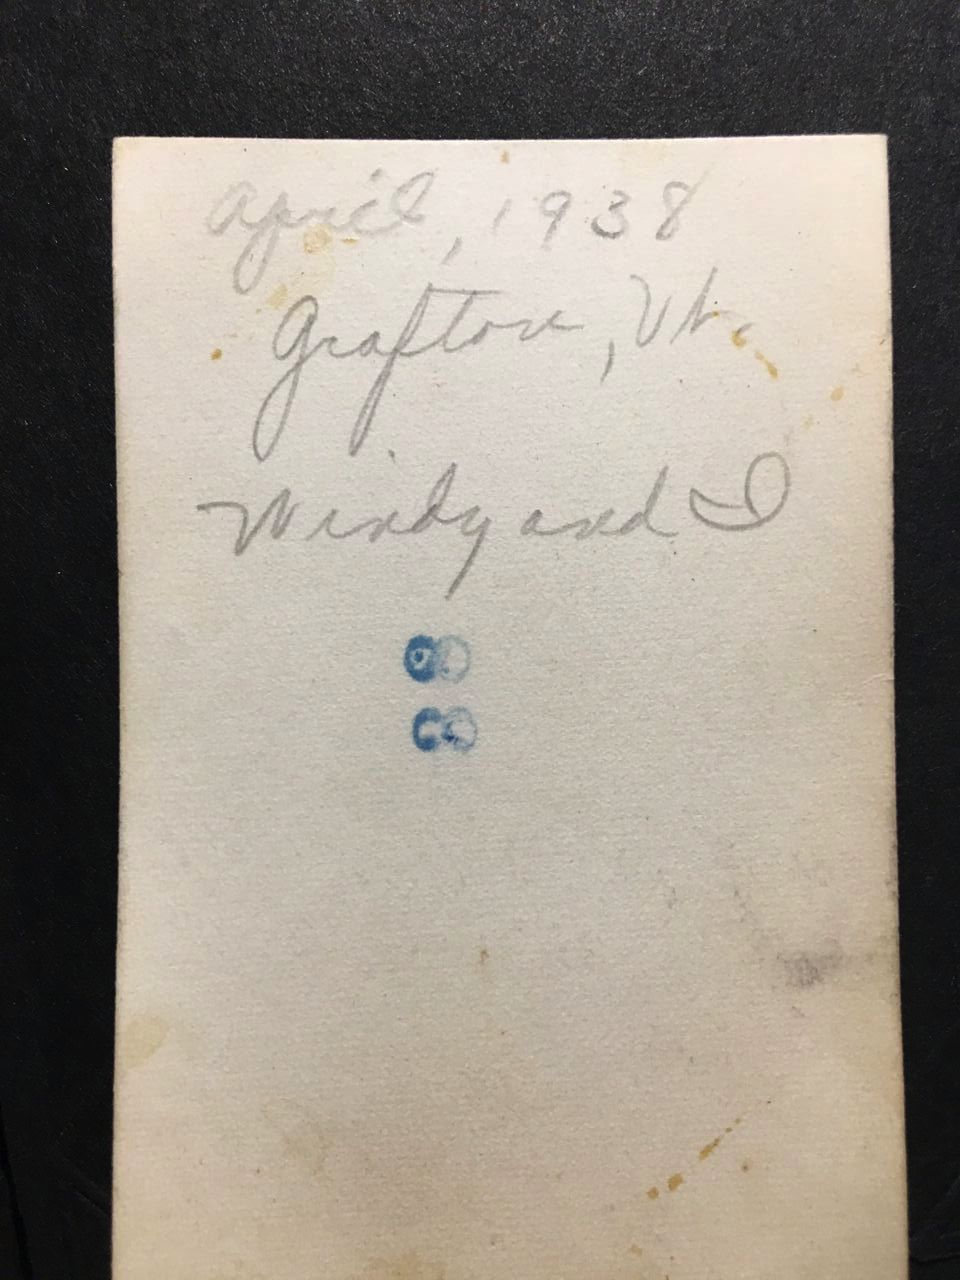 April, 1938
Grafton, Vt.
Windy and I